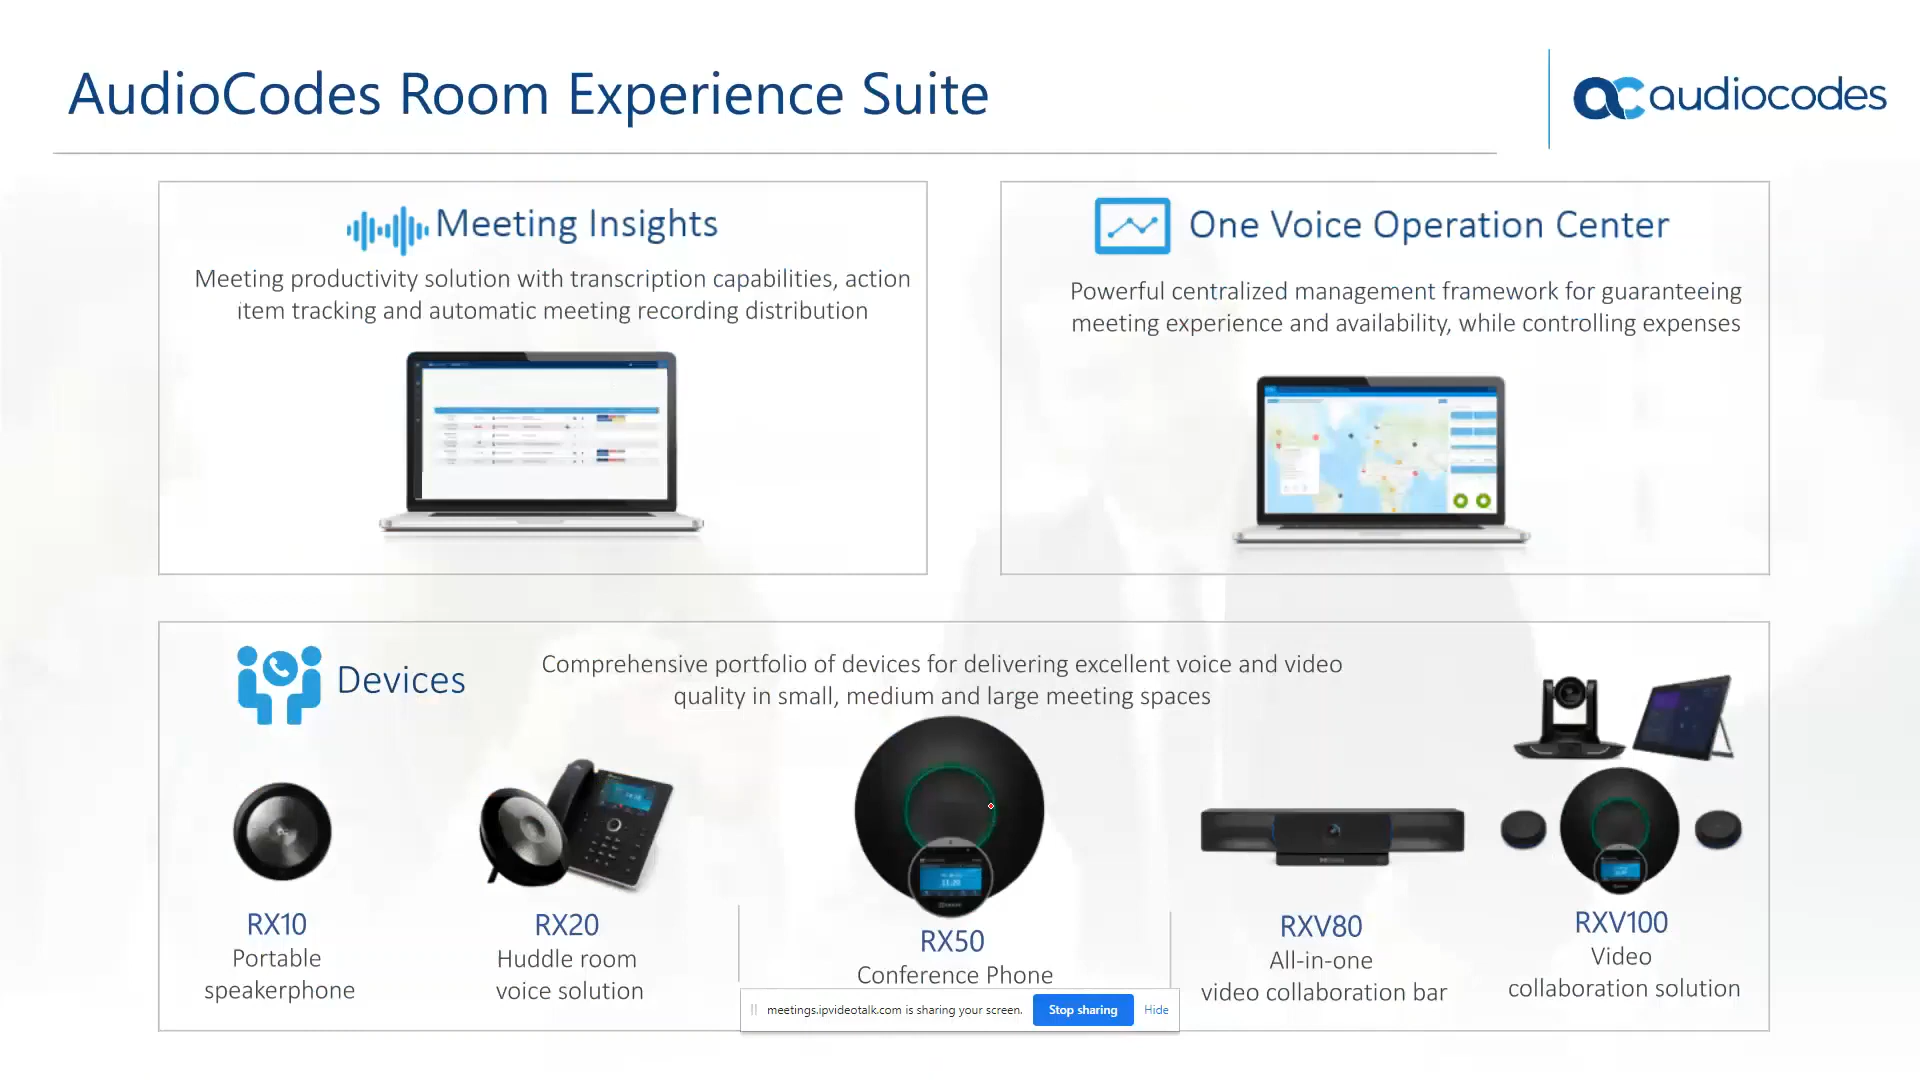 AudioCodes Room Experience Suite
audiocodes
Meeting Insights
Meeting productivity solution with transcription capabilities, action
item tracking and automatic meeting recording distribution
One Voice Operation Center
Powerful centralized management framework for guaranteeing
meeting experience and availability, while controlling expenses
Devices
Comprehensive portfolio of devices for delivering excellent voice and video
quality in small, medium and large meeting spaces
RX10
Portable
speakerphone
RX20
Huddle room
voice solution
RX50
Conference Phone
RXV80
All-in-one
video collaboration bar
RXV100
Video
collaboration solution
meetings.ipvideotalk.com is sharing your screen.
Stop sharing
Hide